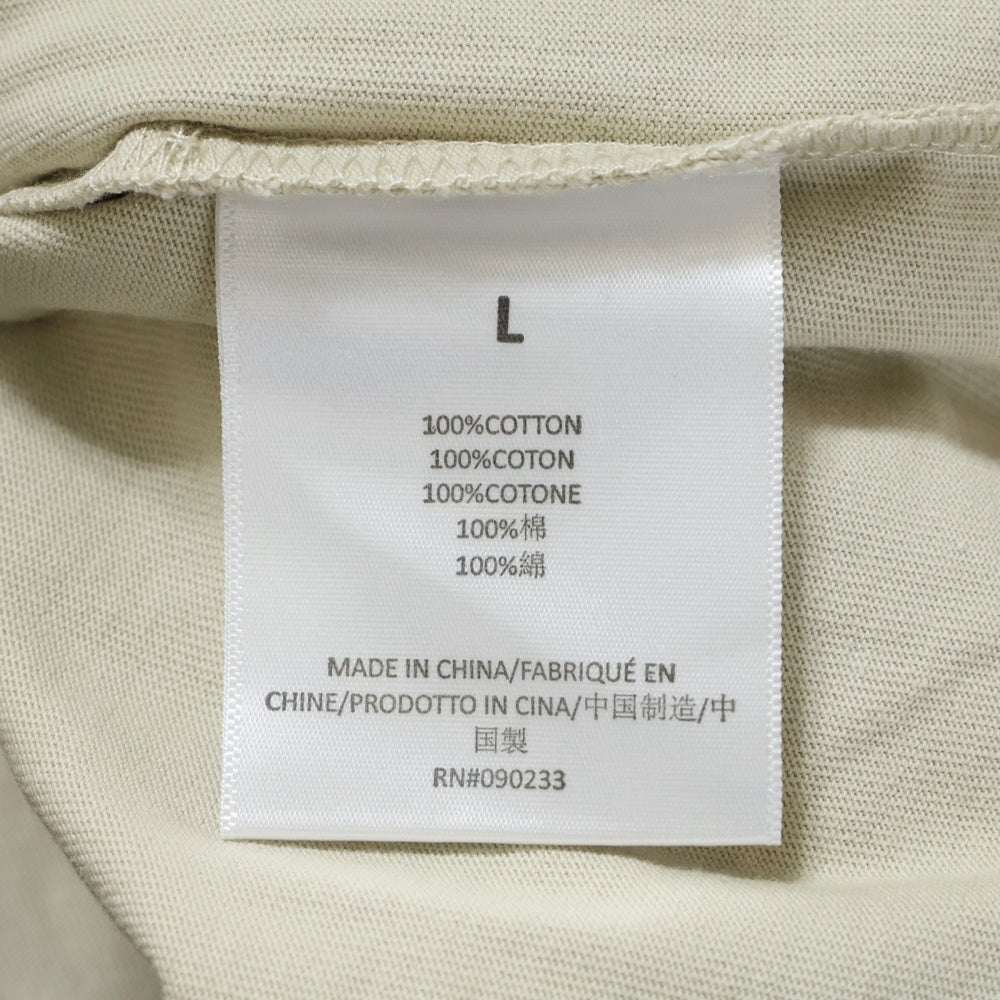 L
100%COTTON
100%COTON
100%COTONE
100%棉
100%綿
MADE IN CHINA/FABRIQUÉ EN
CHINE/PRODOTTO IN CINA/中国制造/中
国製
RN#090233